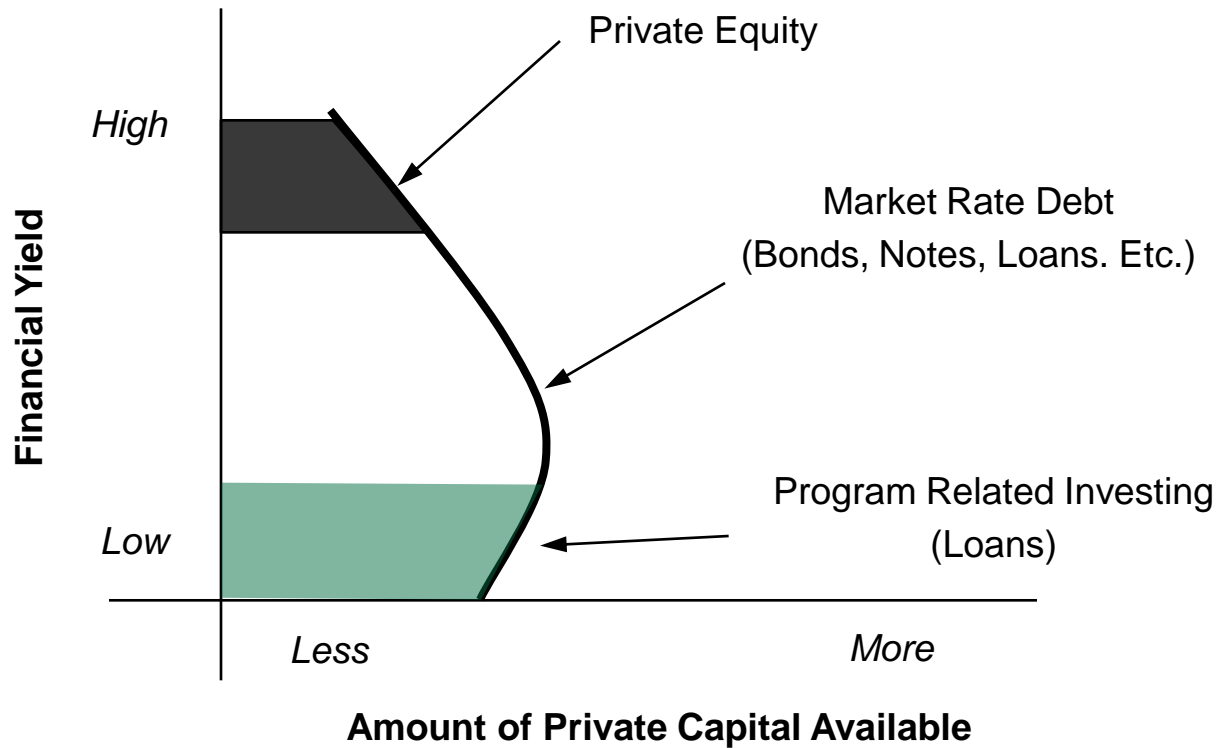 Private Equity
High
Market Rate Debt
(Bonds, Notes, Loans. Etc.)
Financial Yield
Program Related Investing
(Loans)
Low
Less
More
Amount of Private Capital Available